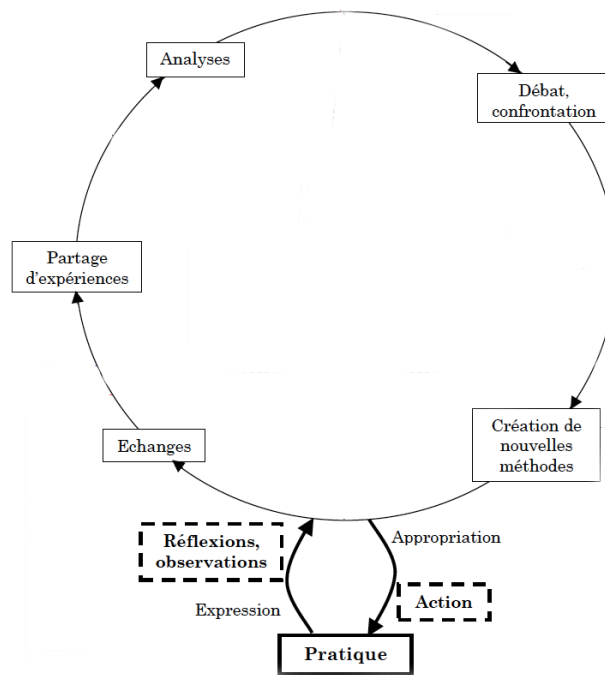 Analyses
Débat,
confrontation
Partage
d'expériences
Création de
nouvelles
méthodes
Echanges
Réflexions,
observations
Appropriation
Expression
Action
Pratique